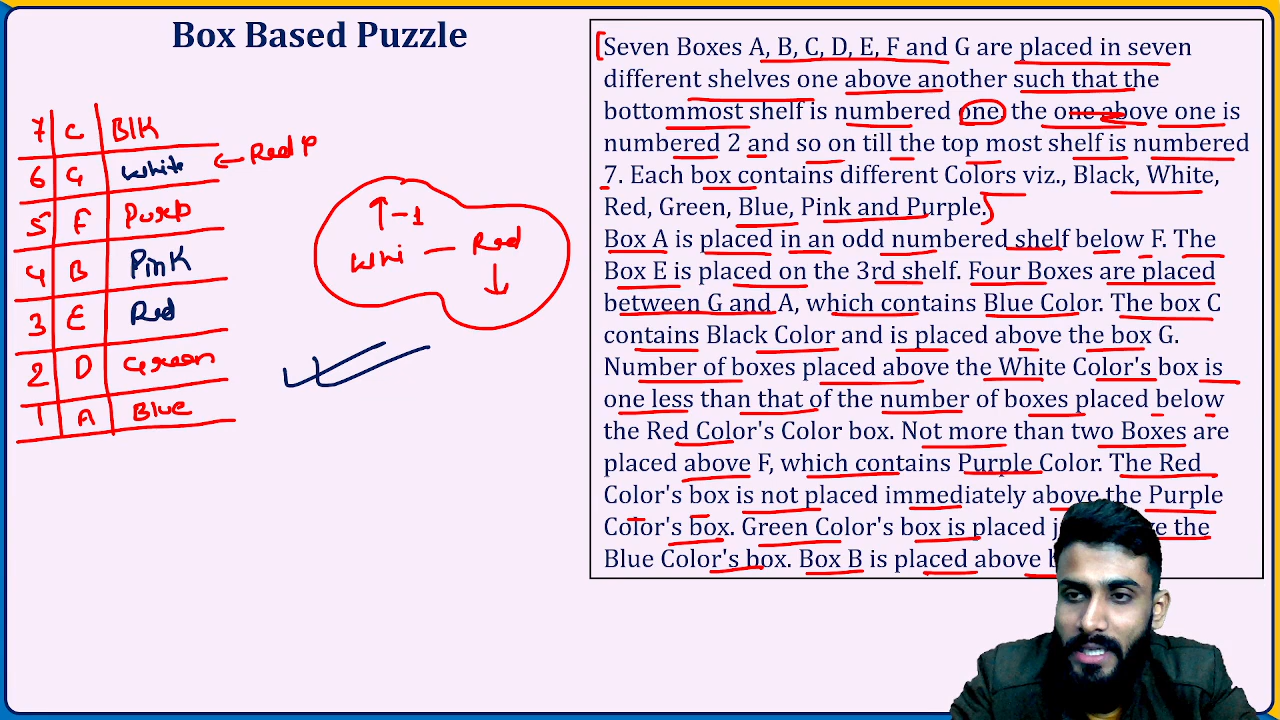 Box Based Puzzle
Seven Boxes A, B, C, D, E, F and G are placed in seven
different shelves one above another such that the
bottommost shelf is numbered one, the one above one is
numbered 2 and so on till the top most shelf is numbered
7. Each box contains different Colors viz., Black, White,
Red, Green, Blue, Pink and Purple.
Box A is placed in an odd numbered shelf below F. The
Box E is placed on the 3rd shelf. Four Boxes are placed
between G and A, which contains Blue Color. The box C
contains Black Color and is placed above the box G.
Number of boxes placed above the White Color's box is
one less than that of the number of boxes placed below
the Red Color's Color box. Not more than two Boxes are
placed above F, which contains Purple Color. The Red
Color's box is not placed immediately above the Purple
Color's box. Green Color's box is placed the
Blue Color's box. Box B is placed above
7 C Blk
6 G White ← Red P
5 F Purp
4 B Pink
3 E Red
2 D Green
1 A Blue
↑ -1
Whi — Red
↓